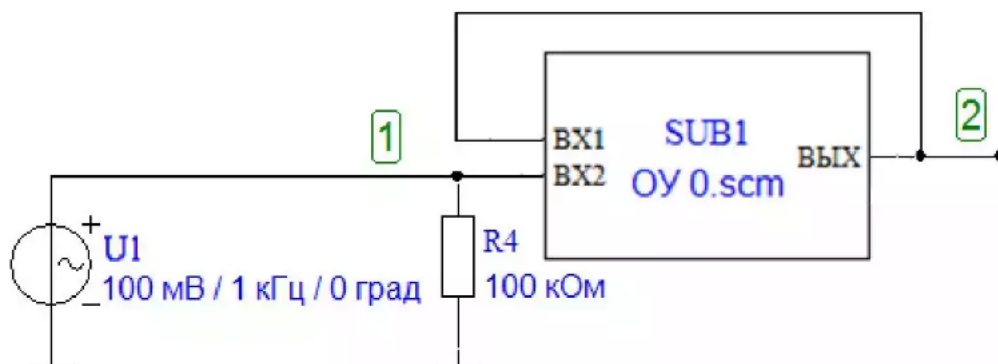 1
2
ВХ1
ВХ2
SUB1
ОУ 0.scm
ВЫХ
+
U1
100 мВ / 1 кГц / 0 град
R4
100 кОм